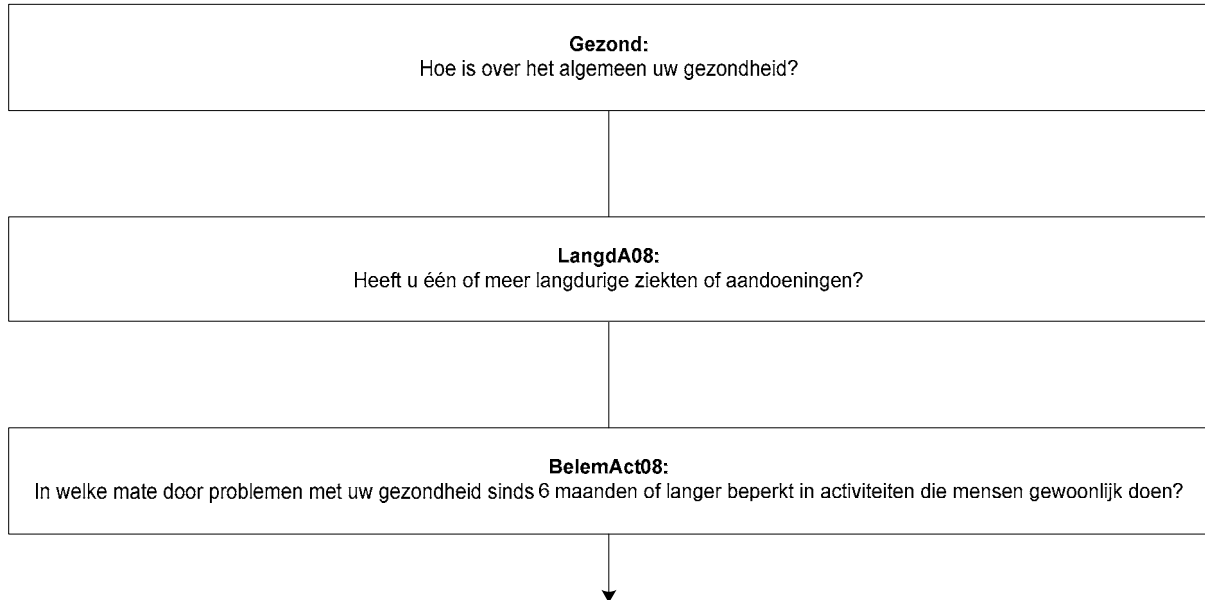 Gezond:
Hoe is over het algemeen uw gezondheid?
LangdA08:
Heeft u één of meer langdurige ziekten of aandoeningen?
BelemAct08:
In welke mate door problemen met uw gezondheid sinds 6 maanden of langer beperkt in activiteiten die mensen gewoonlijk doen?